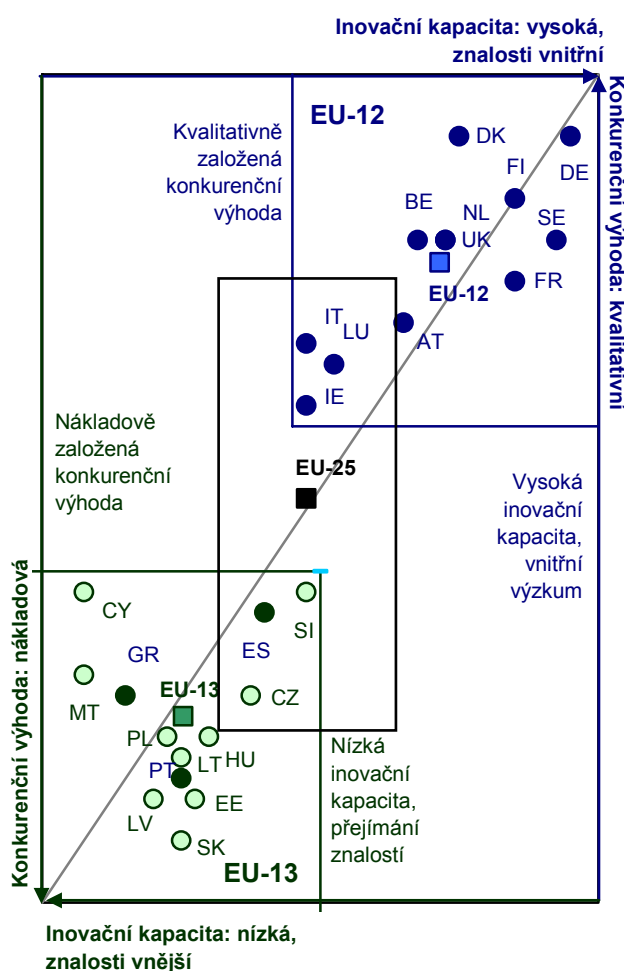 Inovační kapacita: vysoká,
znalosti vnitřní
EU-12
Kvalitativně
založená
konkurenční
výhoda
DK
FI
DE
BE
NL
SE
UK
EU-12
FR
Konkurenční výhoda: kvalitativní
IT
LU
AT
IE
Nákladově
založená
konkurenční
výhoda
EU-25
Vysoká
inovační
kapacita,
vnitřní
výzkum
Konkurenční výhoda: nákladová
CY
SI
GR
ES
EU-13
CZ
MT
PL
HU
LT
PT
EE
LV
SK
Nízká
inovační
kapacita,
přejímání
znalostí
EU-13
Inovační kapacita: nízká,
znalosti vnější